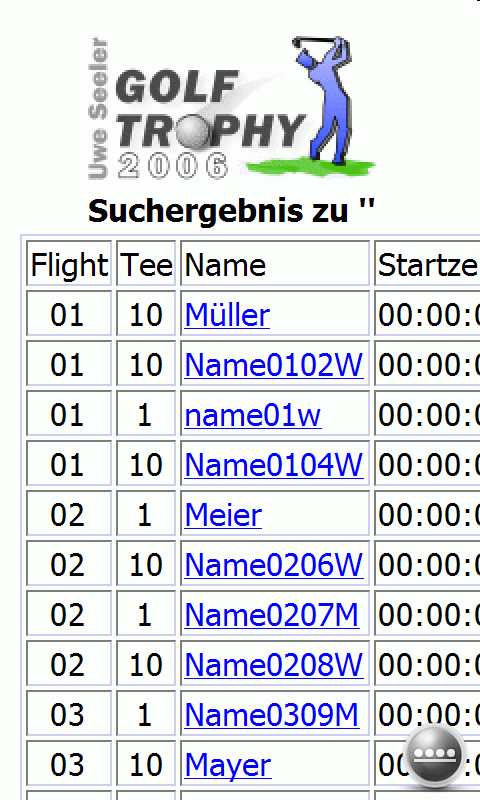 Uwe Seeler
GOLF
TROPHY
2006
Suchergebnis zu ''
Flight Tee Name Startze
01 10 Müller 00:00:0
01 10 Name0102W 00:00:0
01 1 name01w 00:00:0
01 10 Name0104W 00:00:0
02 1 Meier 00:00:0
02 10 Name0206W 00:00:0
02 1 Name0207M 00:00:0
02 10 Name0208W 00:00:0
03 1 Name0309M 00:00:0
03 10 Mayer 00